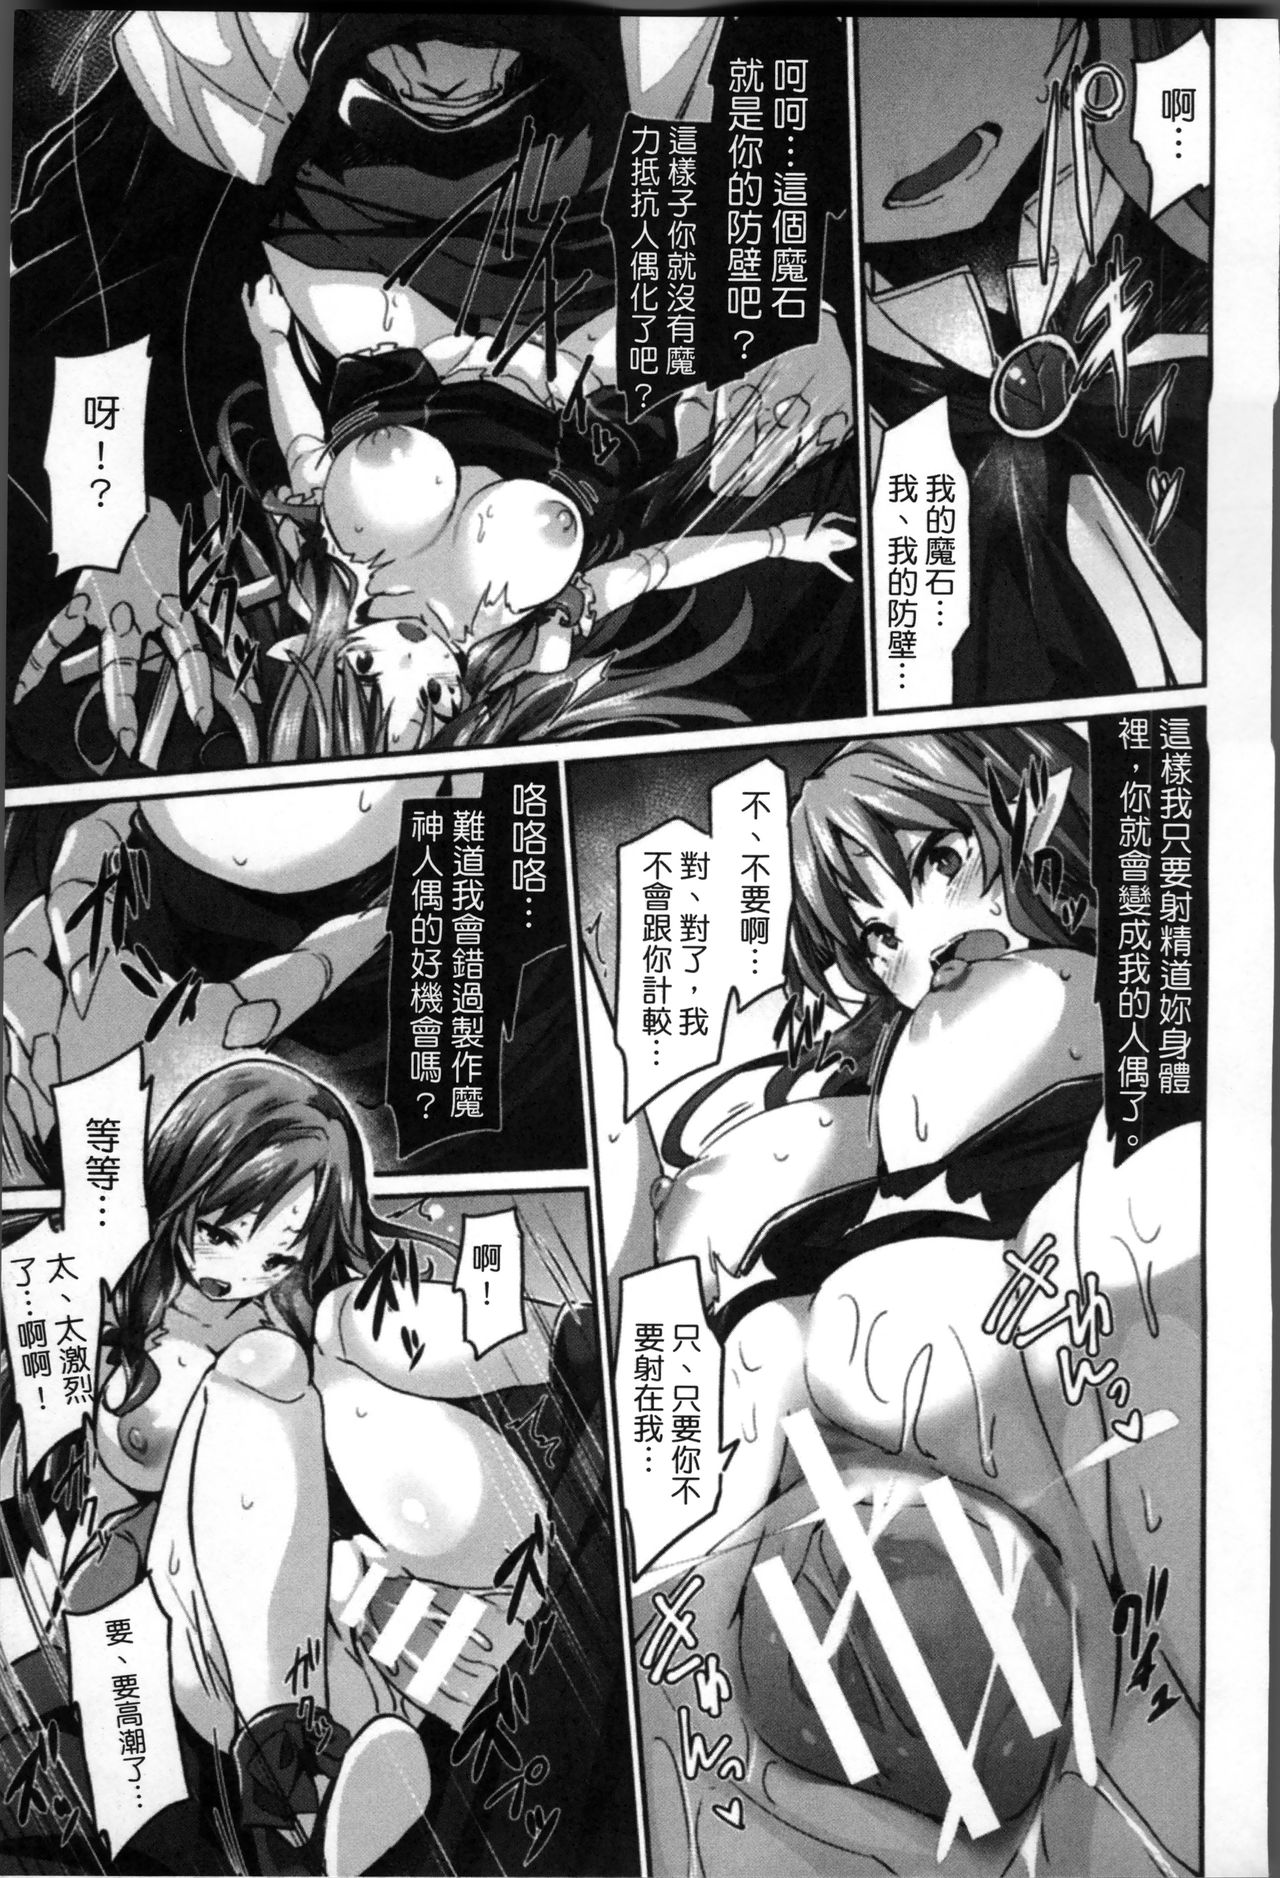 啊…
我的魔石…
我、我的防壁…
呵呵…這個魔石
就是你的防壁吧？
這樣子你就沒有魔
力抵抗人偶化了吧？
呀！？
這樣我只要射精道妳身體
裡，你就會變成我的人偶了。
不、不要啊…
對、對了，我
不會跟你計較…
只、只要你不
要射在我…
咯咯咯…
難道我會錯過製作魔
神人偶的好機會嗎？
啊！
等等…
太、太激烈
了…啊啊！
要、要高潮了…